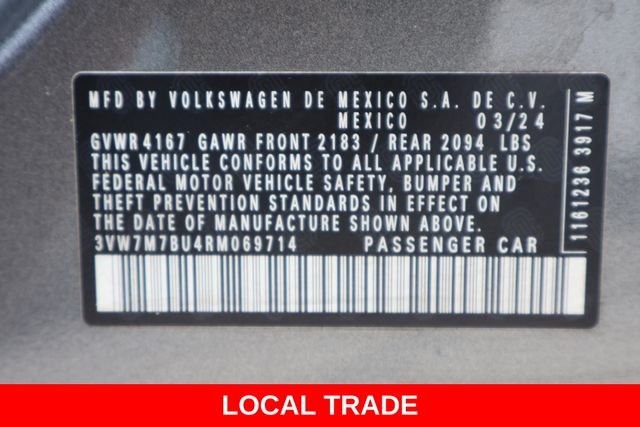 MFD BY VOLKSWAGEN DE MEXICO S.A. DE C.V.
MEXICO 03/24
GVWR 4167 GAWR FRONT 2183 / REAR 2094 LBS
THIS VEHICLE CONFORMS TO ALL APPLICABLE U.S.
FEDERAL MOTOR VEHICLE SAFETY, BUMPER AND
THEFT PREVENTION STANDARDS IN EFFECT ON
THE DATE OF MANUFACTURE SHOWN ABOVE.
3VW7M7BU4RM069714 PASSENGER CAR
1161236 3917 M
LOCAL TRADE